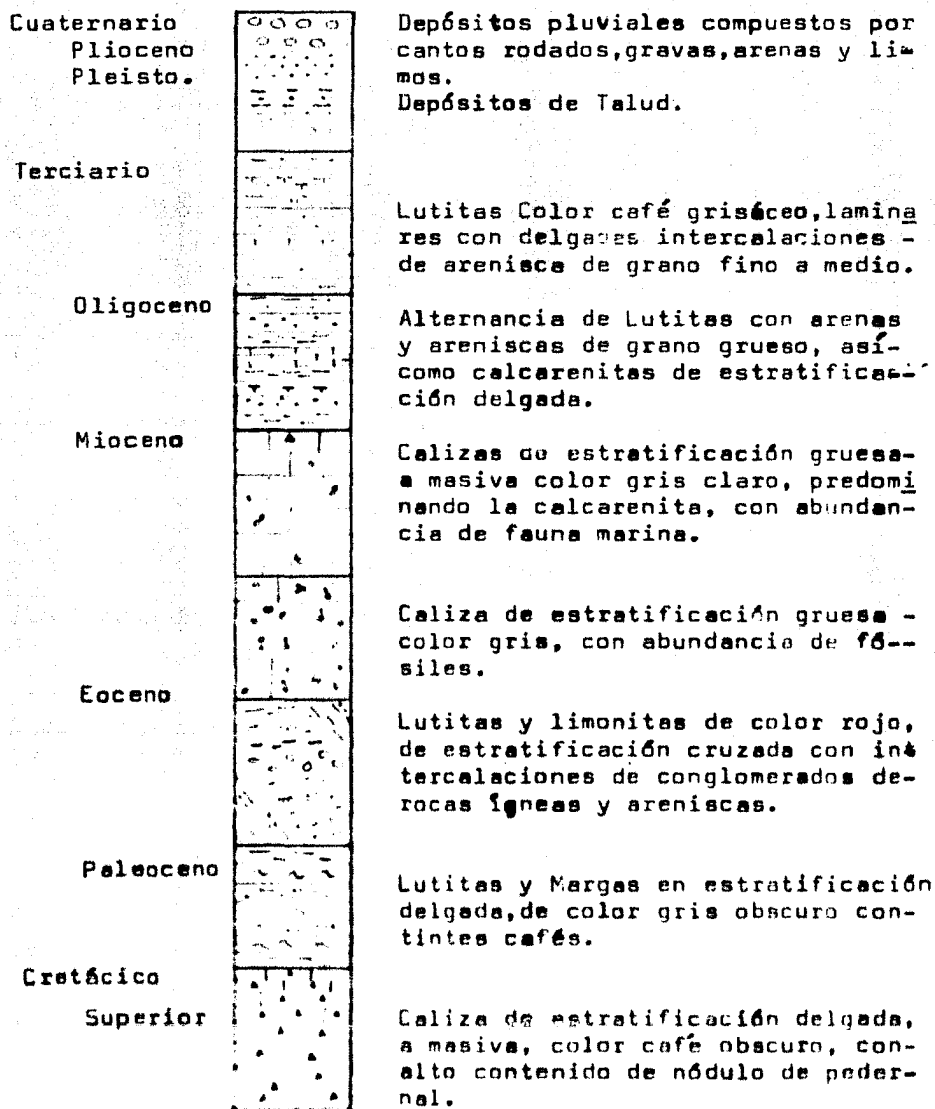 Cuaternario
Plioceno
Pleisto.
Depósitos pluviales compuestos por
cantos rodados,gravas,arenas y li-
mos.
Depósitos de Talud.
Terciario
Lutitas Color café grisáceo,lamina
res con delgades intercalaciones -
de arenisca de grano fino a medio.
Oligoceno
Alternancia de Lutitas con arenas
y areniscas de grano grueso, así-
como calcarenitas de estratifica-
ción delgada.
Mioceno
Calizas de estratificación gruesa-
a masiva color gris claro, predomi
nando la calcarenita, con abundan-
cia de fauna marina.
Caliza de estratificación gruesa -
color gris, con abundancia de fó--
siles.
Eoceno
Lutitas y limonitas de color rojo,
de estratificación cruzada con in
tercalaciones de conglomerados de-
rocas ígneas y areniscas.
Paleoceno
Lutitas y Margas en estratificación
delgada,de color gris obscuro con-
tintes cafés.
Cretácico
Superior
Caliza de estratificación delgada,
a masiva, color café obscuro, con-
alto contenido de nódulo de peder-
nal.